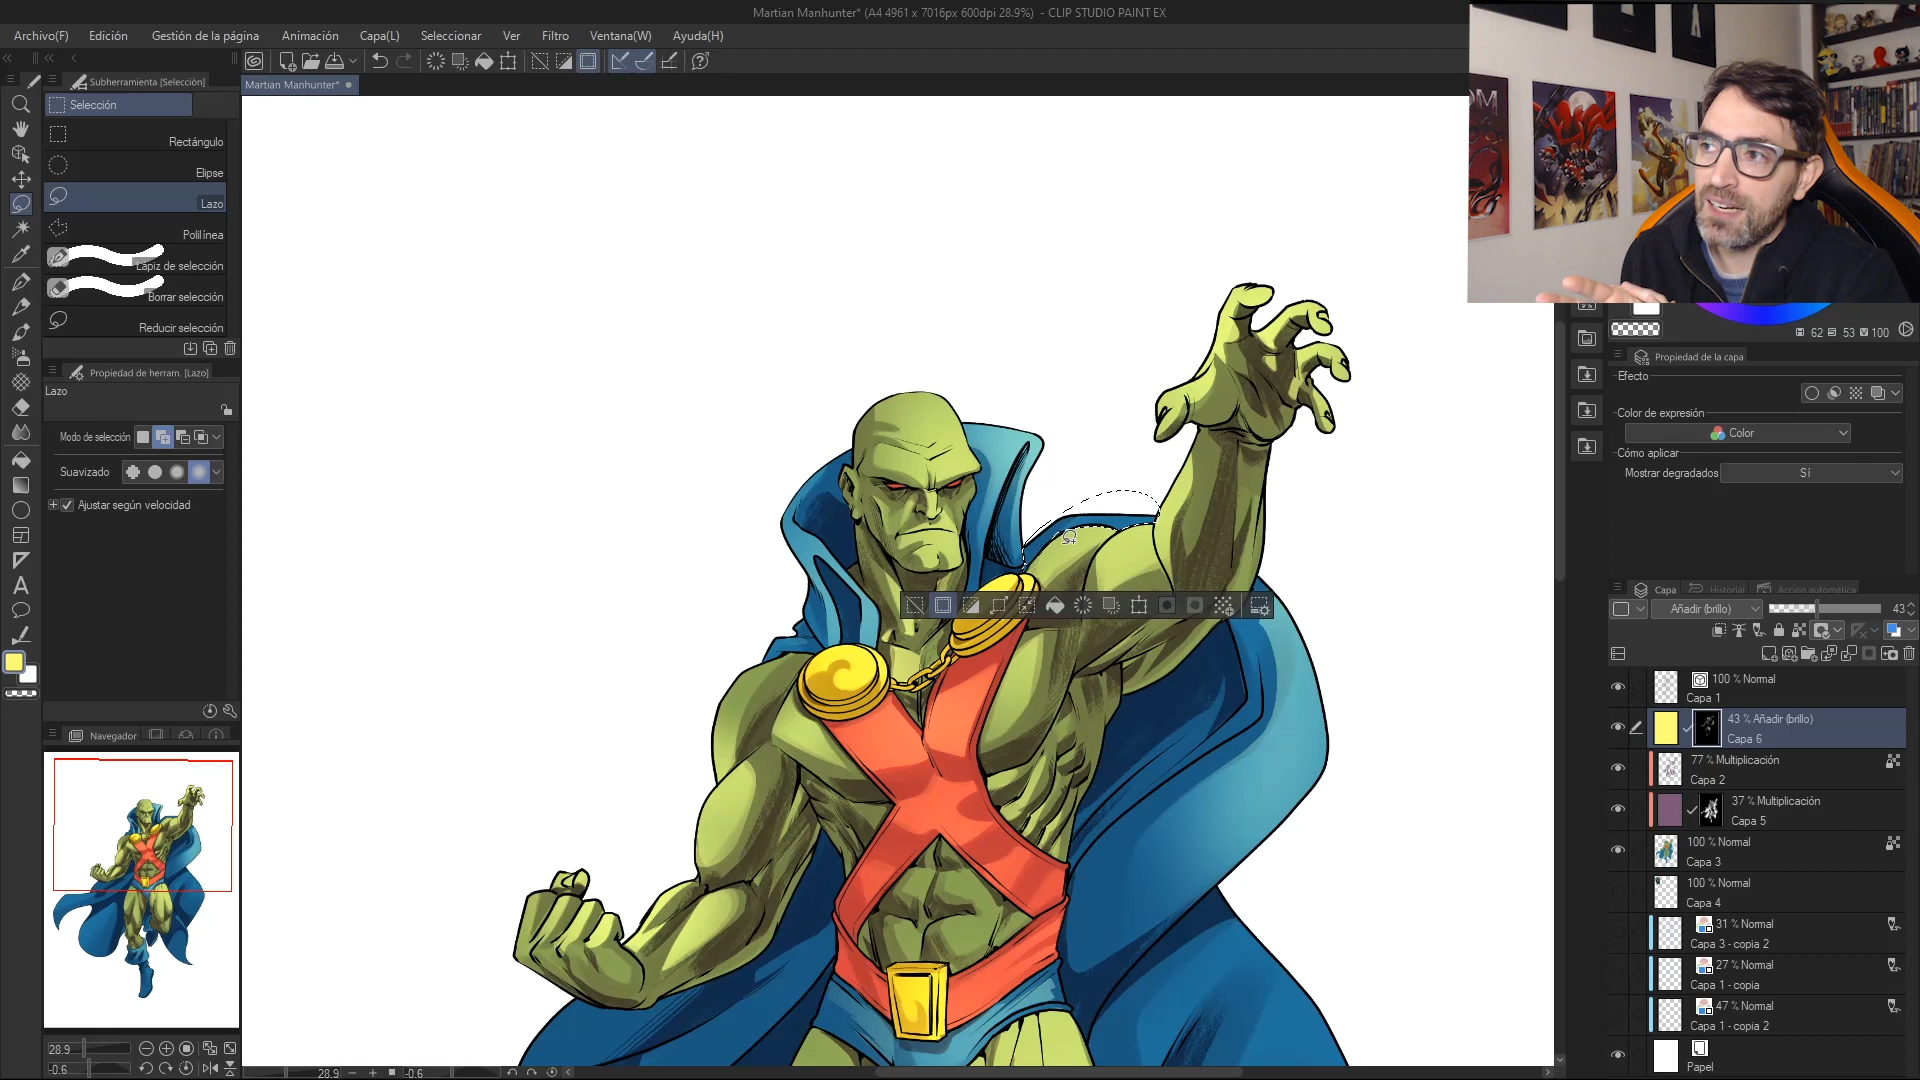 Martian Manhunter* (A4 4961 x 7016px 600dpi 28.9%) - CLIP STUDIO PAINT EX
Archivo(F) Edición Gestión de la página Animación Capa(L) Seleccionar Ver Filtro Ventana(W) Ayuda(H)
Subherramienta [Selección]
Martian Manhunter*
Selección
Rectángulo
Elipse
Lazo
Polilínea
Lápiz de selección
Borrar selección
Reducir selección
Propiedad de herram. [Lazo]
Lazo
Modo de selección
Suavizado
Ajustar según velocidad
Navegador
28.9
-0.6
28.9
-0.6
62 53 100
Propiedad de la capa
Efecto
Color de expresión
Color
Cómo aplicar
Mostrar degradados Sí
Capa Historial Acción automática
Añadir (brillo) 43
100 % Normal
Capa 1
43 % Añadir (brillo)
Capa 6
77 % Multiplicación
Capa 2
37 % Multiplicación
Capa 5
100 % Normal
Capa 3
100 % Normal
Capa 4
31 % Normal
Capa 3 - copia 2
27 % Normal
Capa 1 - copia
47 % Normal
Capa 1 - copia 2
Papel